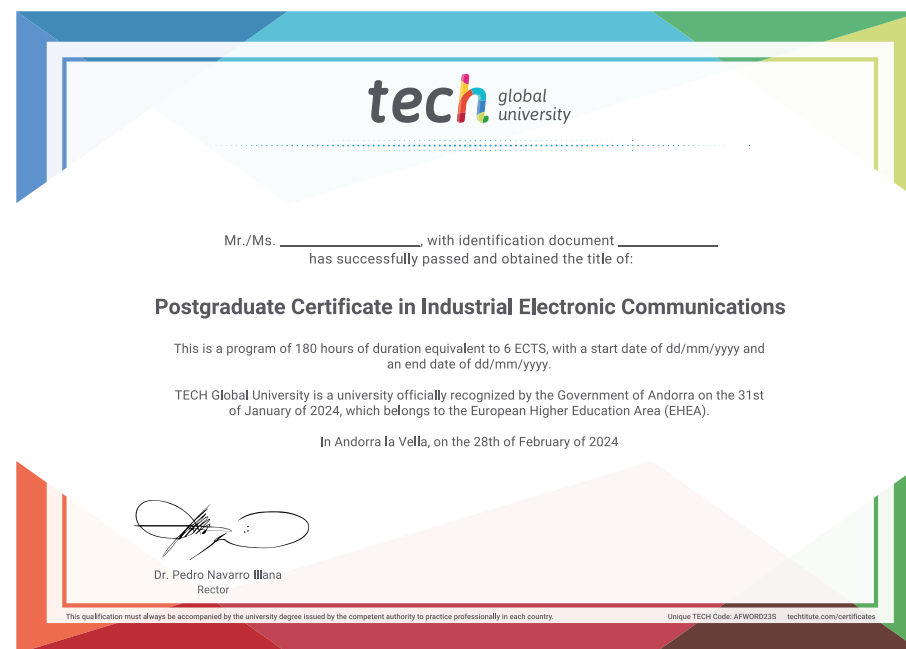 tech global
university
Mr./Ms. ____________________, with identification document ______________
has successfully passed and obtained the title of:
Postgraduate Certificate in Industrial Electronic Communications
This is a program of 180 hours of duration equivalent to 6 ECTS, with a start date of dd/mm/yyyy and
an end date of dd/mm/yyyy.
TECH Global University is a university officially recognized by the Government of Andorra on the 31st
of January of 2024, which belongs to the European Higher Education Area (EHEA).
In Andorra la Vella, on the 28th of February of 2024
Dr. Pedro Navarro Illana
Rector
This qualification must always be accompanied by the university degree issued by the competent authority to practice professionally in each country.
Unique TECH Code: AFWORD23S techtitute.com/certificates